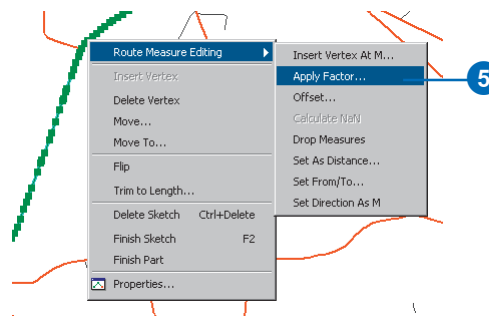 Route Measure Editing
Insert Vertex
Delete Vertex
Move...
Move To...
Flip
Trim to Length...
Delete Sketch Ctrl+Delete
Finish Sketch F2
Finish Part
Properties...
Insert Vertex At M...
Apply Factor...
Offset...
Calculate NaN
Drop Measures
Set As Distance...
Set From/To...
Set Direction As M
5